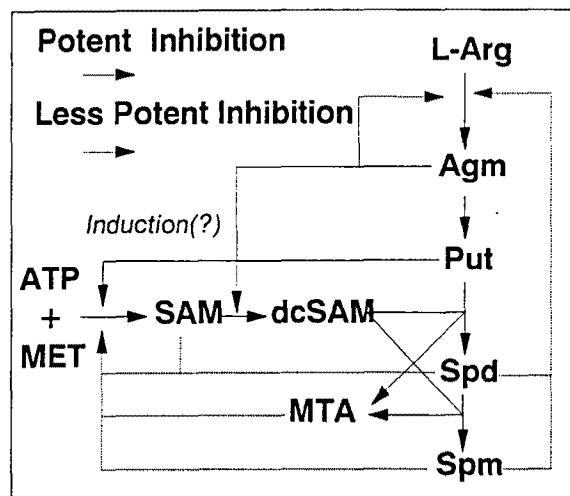 Potent Inhibition
L-Arg
Less Potent Inhibition
Agm
Induction(?)
Put
ATP
+
MET
SAM
dcSAM
Spd
MTA
Spm